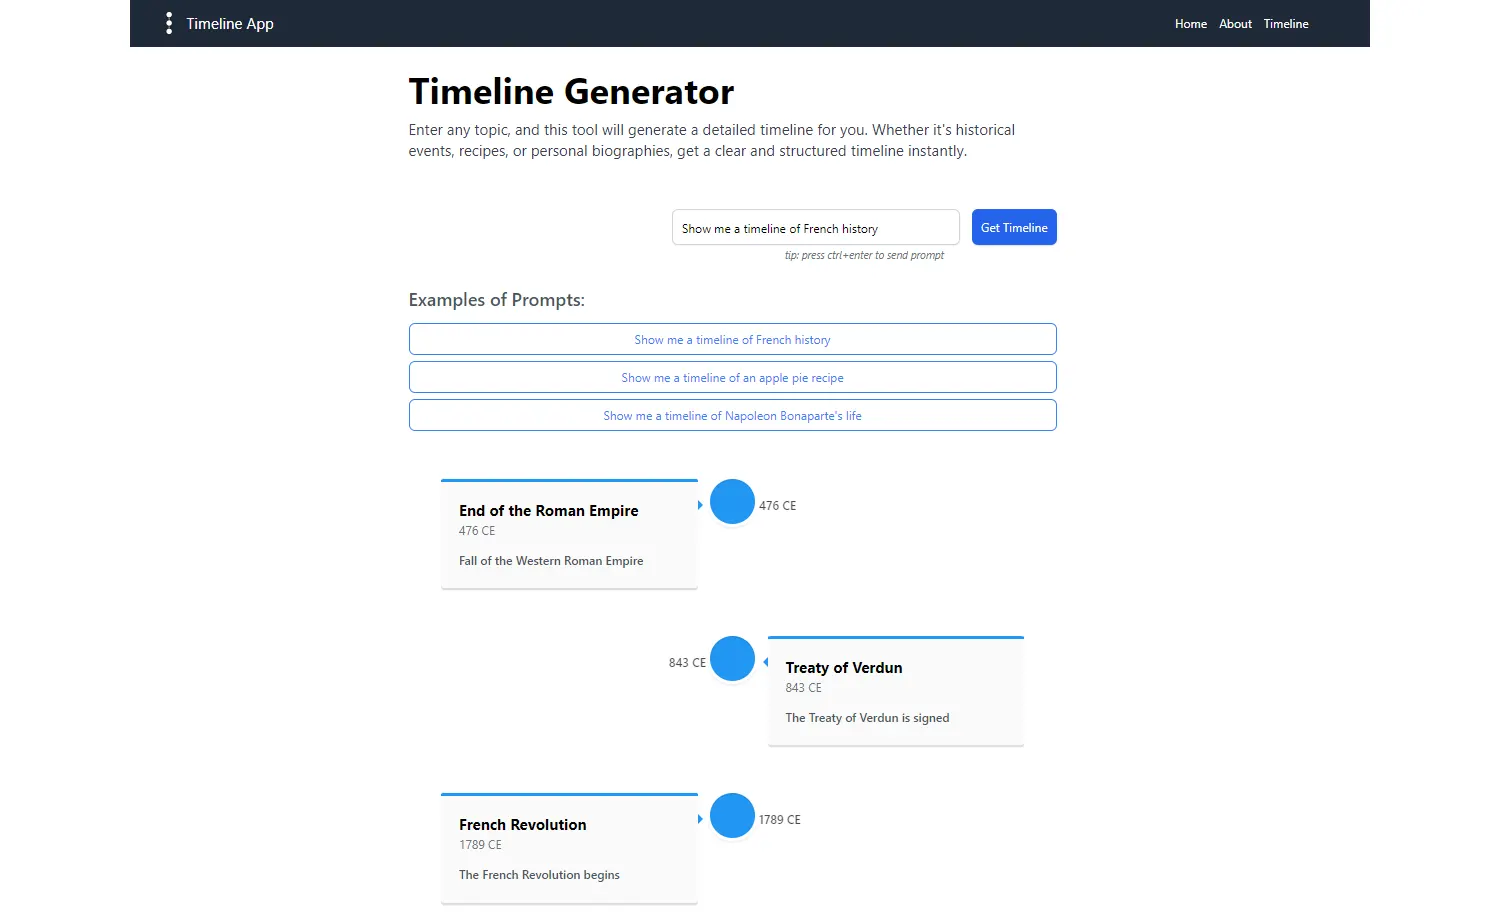 Timeline App
Home About Timeline
Timeline Generator
Enter any topic, and this tool will generate a detailed timeline for you. Whether it's historical
events, recipes, or personal biographies, get a clear and structured timeline instantly.
Show me a timeline of French history
Get Timeline
tip: press ctrl+enter to send prompt
Examples of Prompts:
Show me a timeline of French history
Show me a timeline of an apple pie recipe
Show me a timeline of Napoleon Bonaparte's life
End of the Roman Empire
476 CE
Fall of the Western Roman Empire
476 CE
843 CE
Treaty of Verdun
843 CE
The Treaty of Verdun is signed
French Revolution
1789 CE
The French Revolution begins
1789 CE